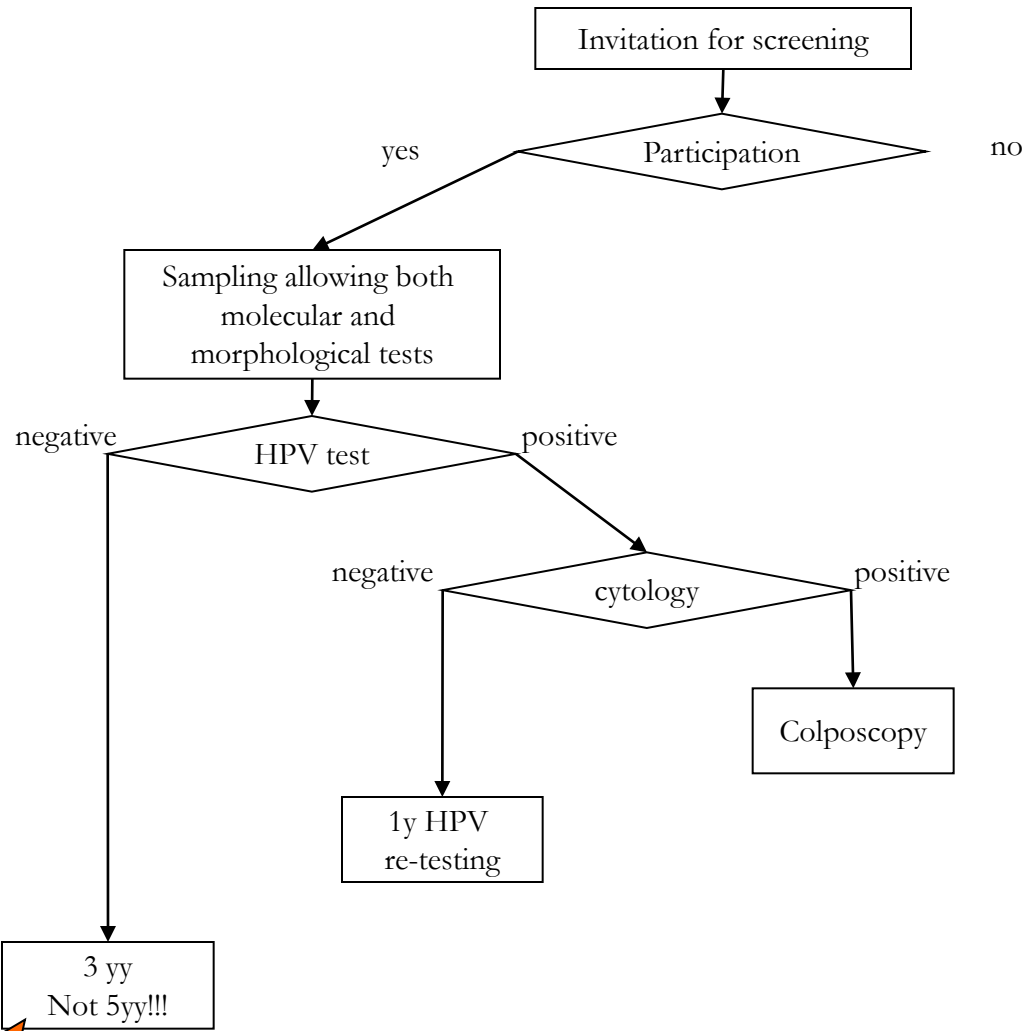 Invitation for screening
yes
Participation
no
Sampling allowing both
molecular and
morphological tests
negative
HPV test
positive
negative
cytology
positive
Colposcopy
1y HPV
re-testing
3 yy
Not 5yy!!!